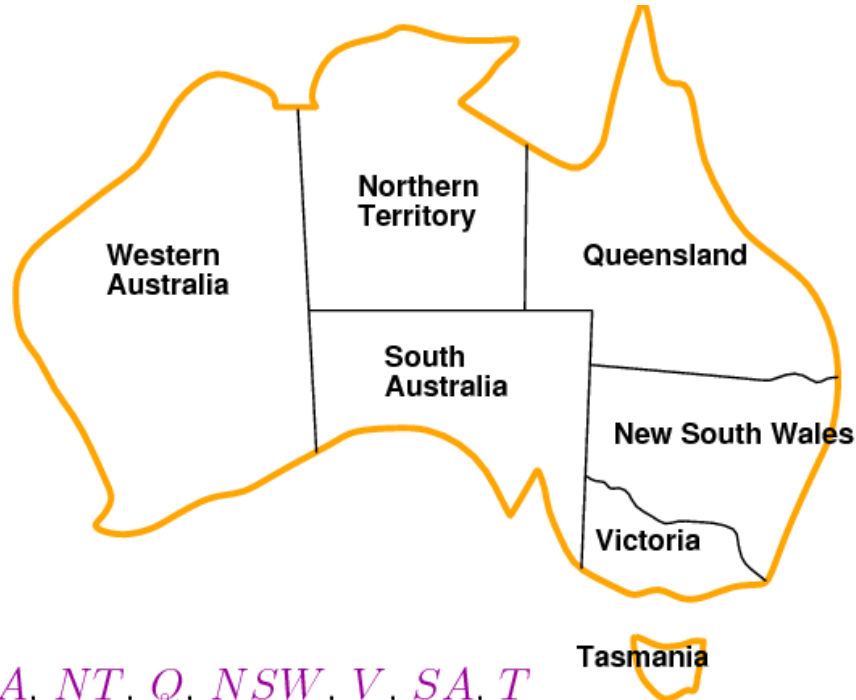 Northern
Territory
Western
Australia
Queensland
South
Australia
New South Wales
Victoria
Tasmania
A, NT, Q, NSW, V, SA, T